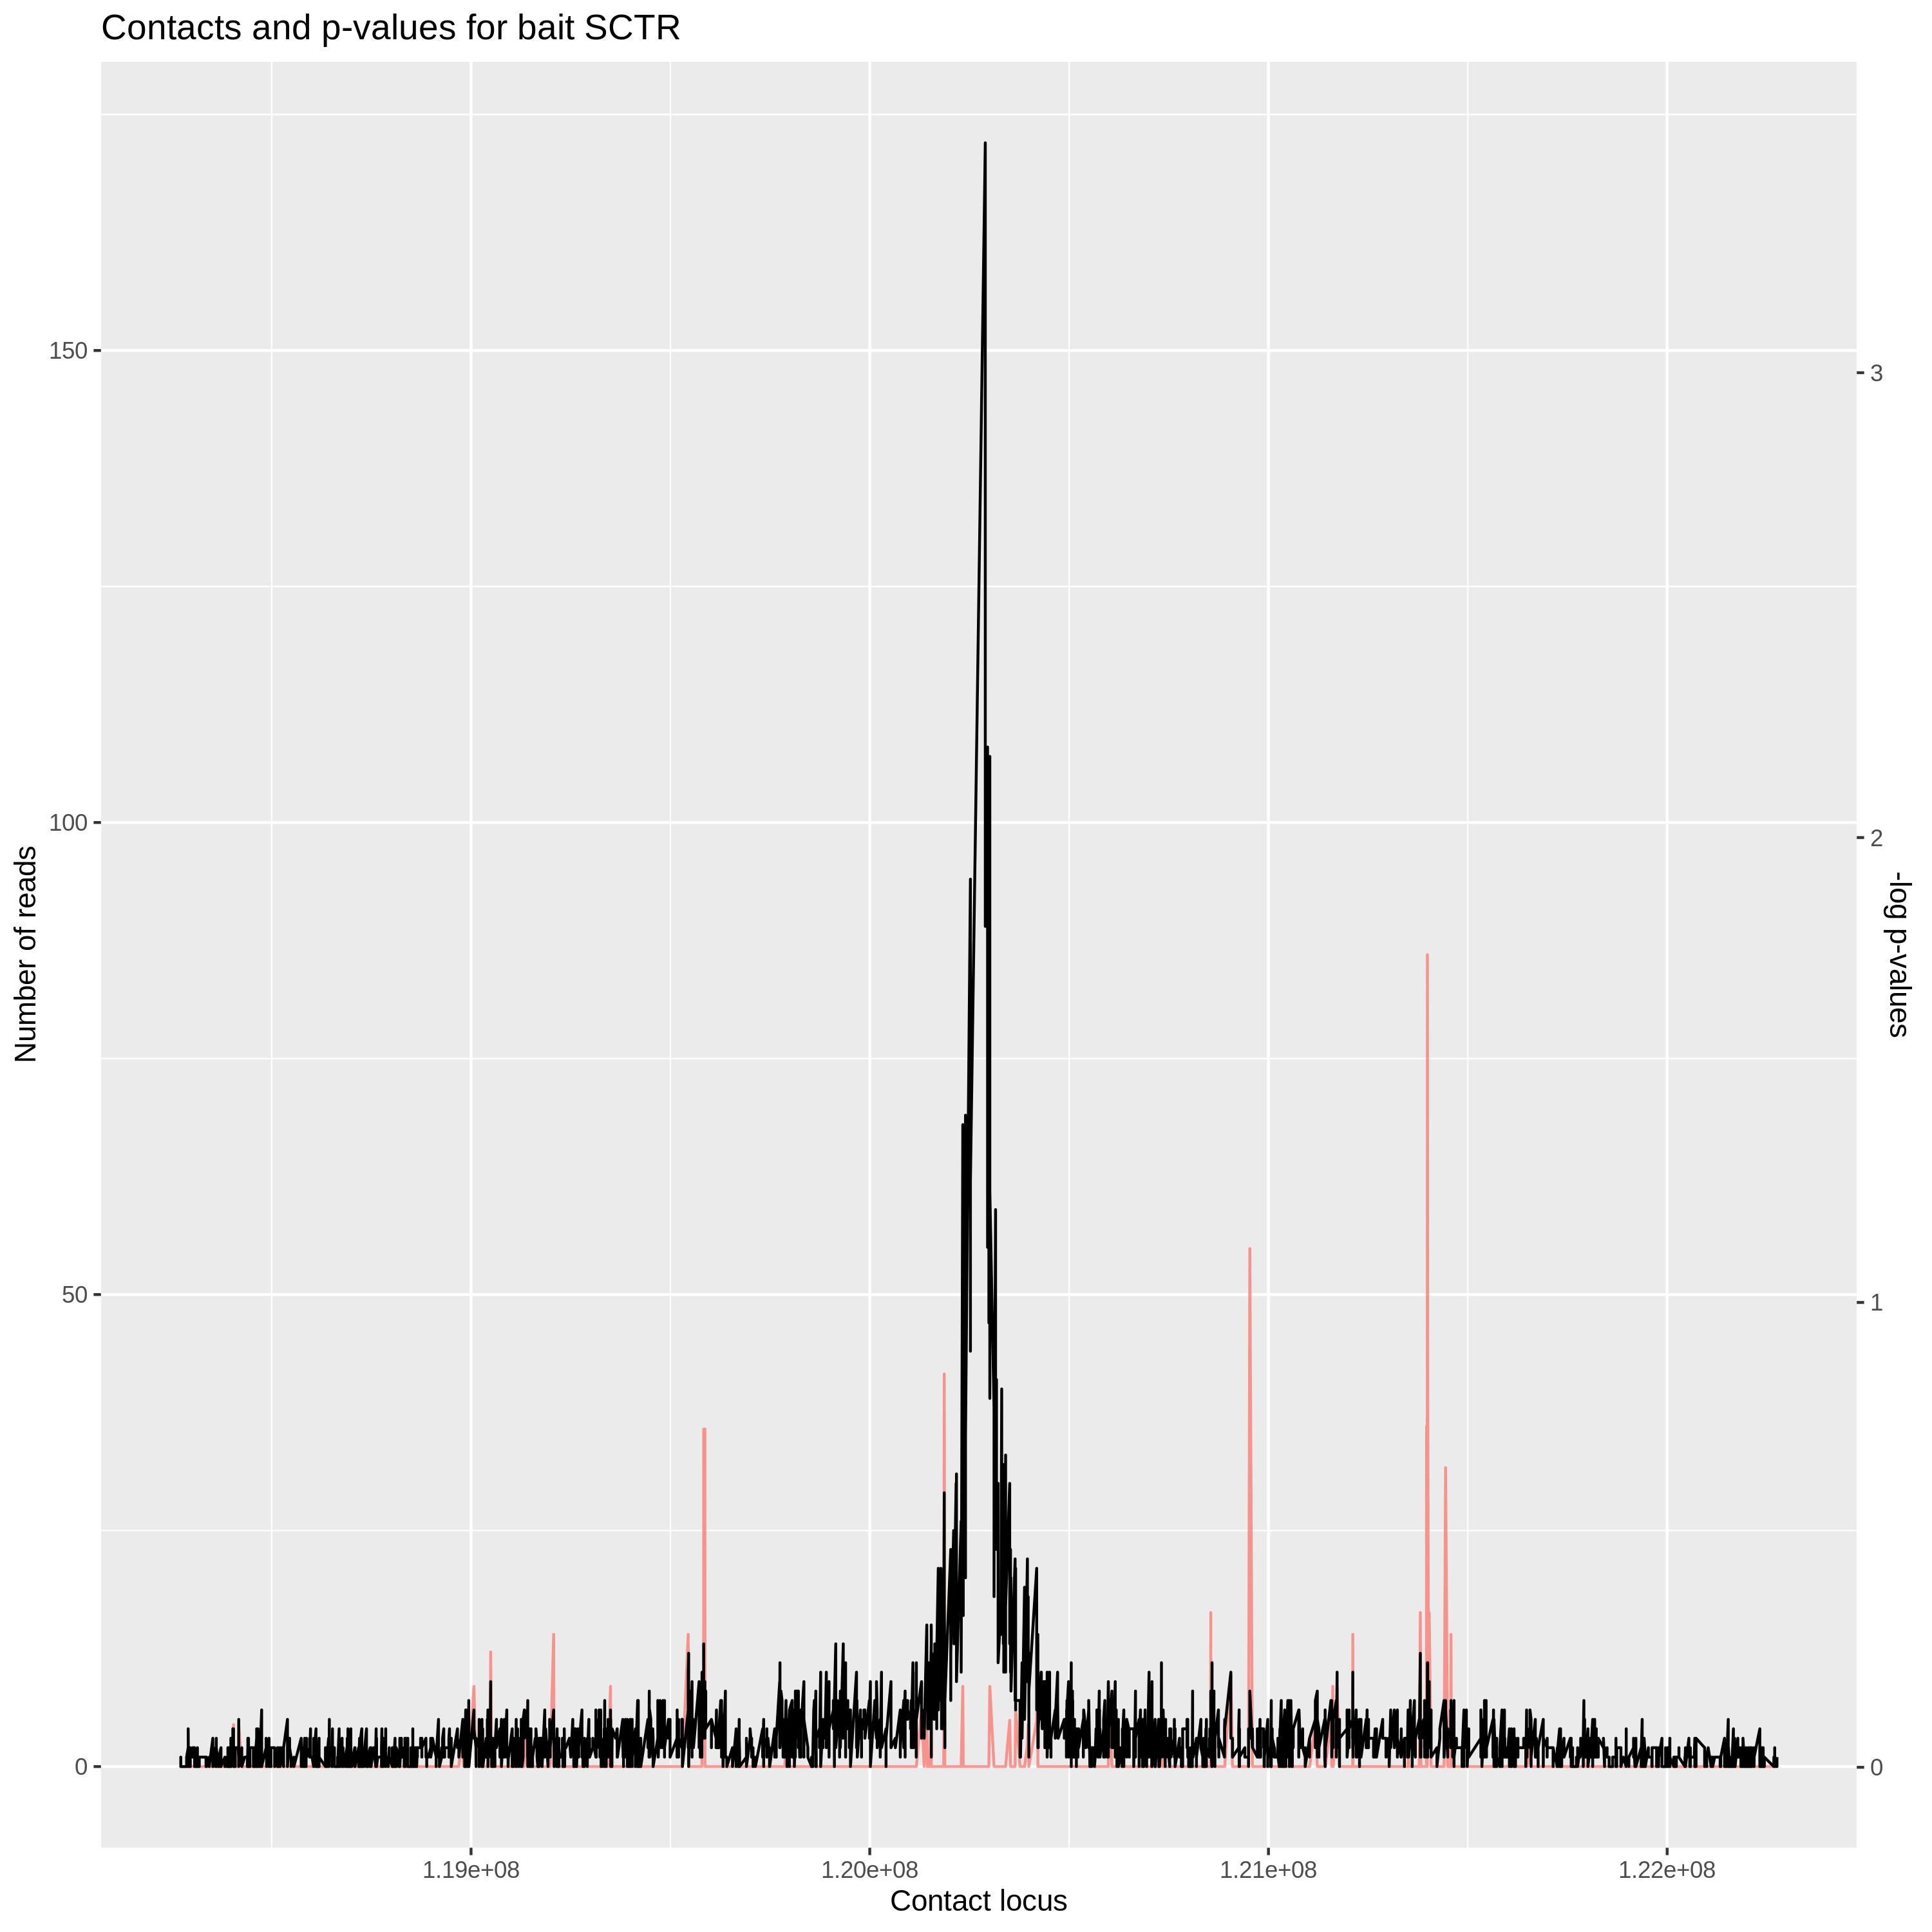 Contacts and p-values for bait SCTR
Number of reads
150
100
50
0
3
2
1
0
-log p-values
1.19e+08
1.20e+08
1.21e+08
1.22e+08
Contact locus